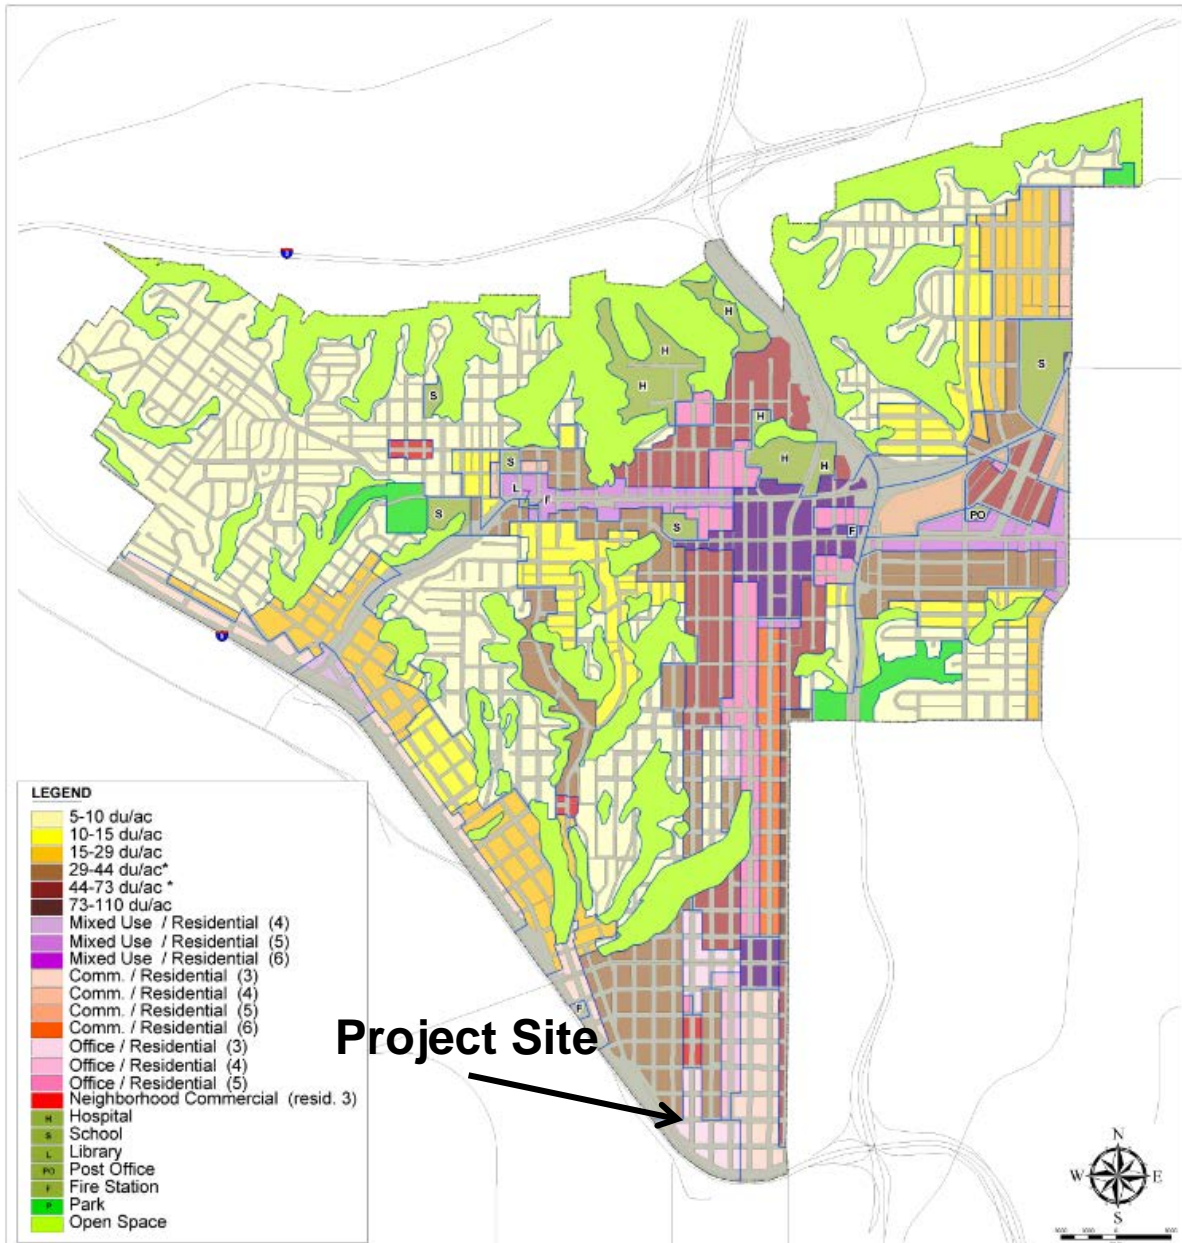 H
H
H
S
S
H
H
H
S
L
F
S
S
PO
F
F
Project Site
LEGEND
5-10 du/ac
10-15 du/ac
15-29 du/ac
29-44 du/ac*
44-73 du/ac *
73-110 du/ac
Mixed Use / Residential (4)
Mixed Use / Residential (5)
Mixed Use / Residential (6)
Comm. / Residential (3)
Comm. / Residential (4)
Comm. / Residential (5)
Comm. / Residential (6)
Office / Residential (3)
Office / Residential (4)
Office / Residential (5)
Neighborhood Commercial (resid. 3)
H Hospital
S School
L Library
PO Post Office
F Fire Station
P Park
Open Space
N
W E
S